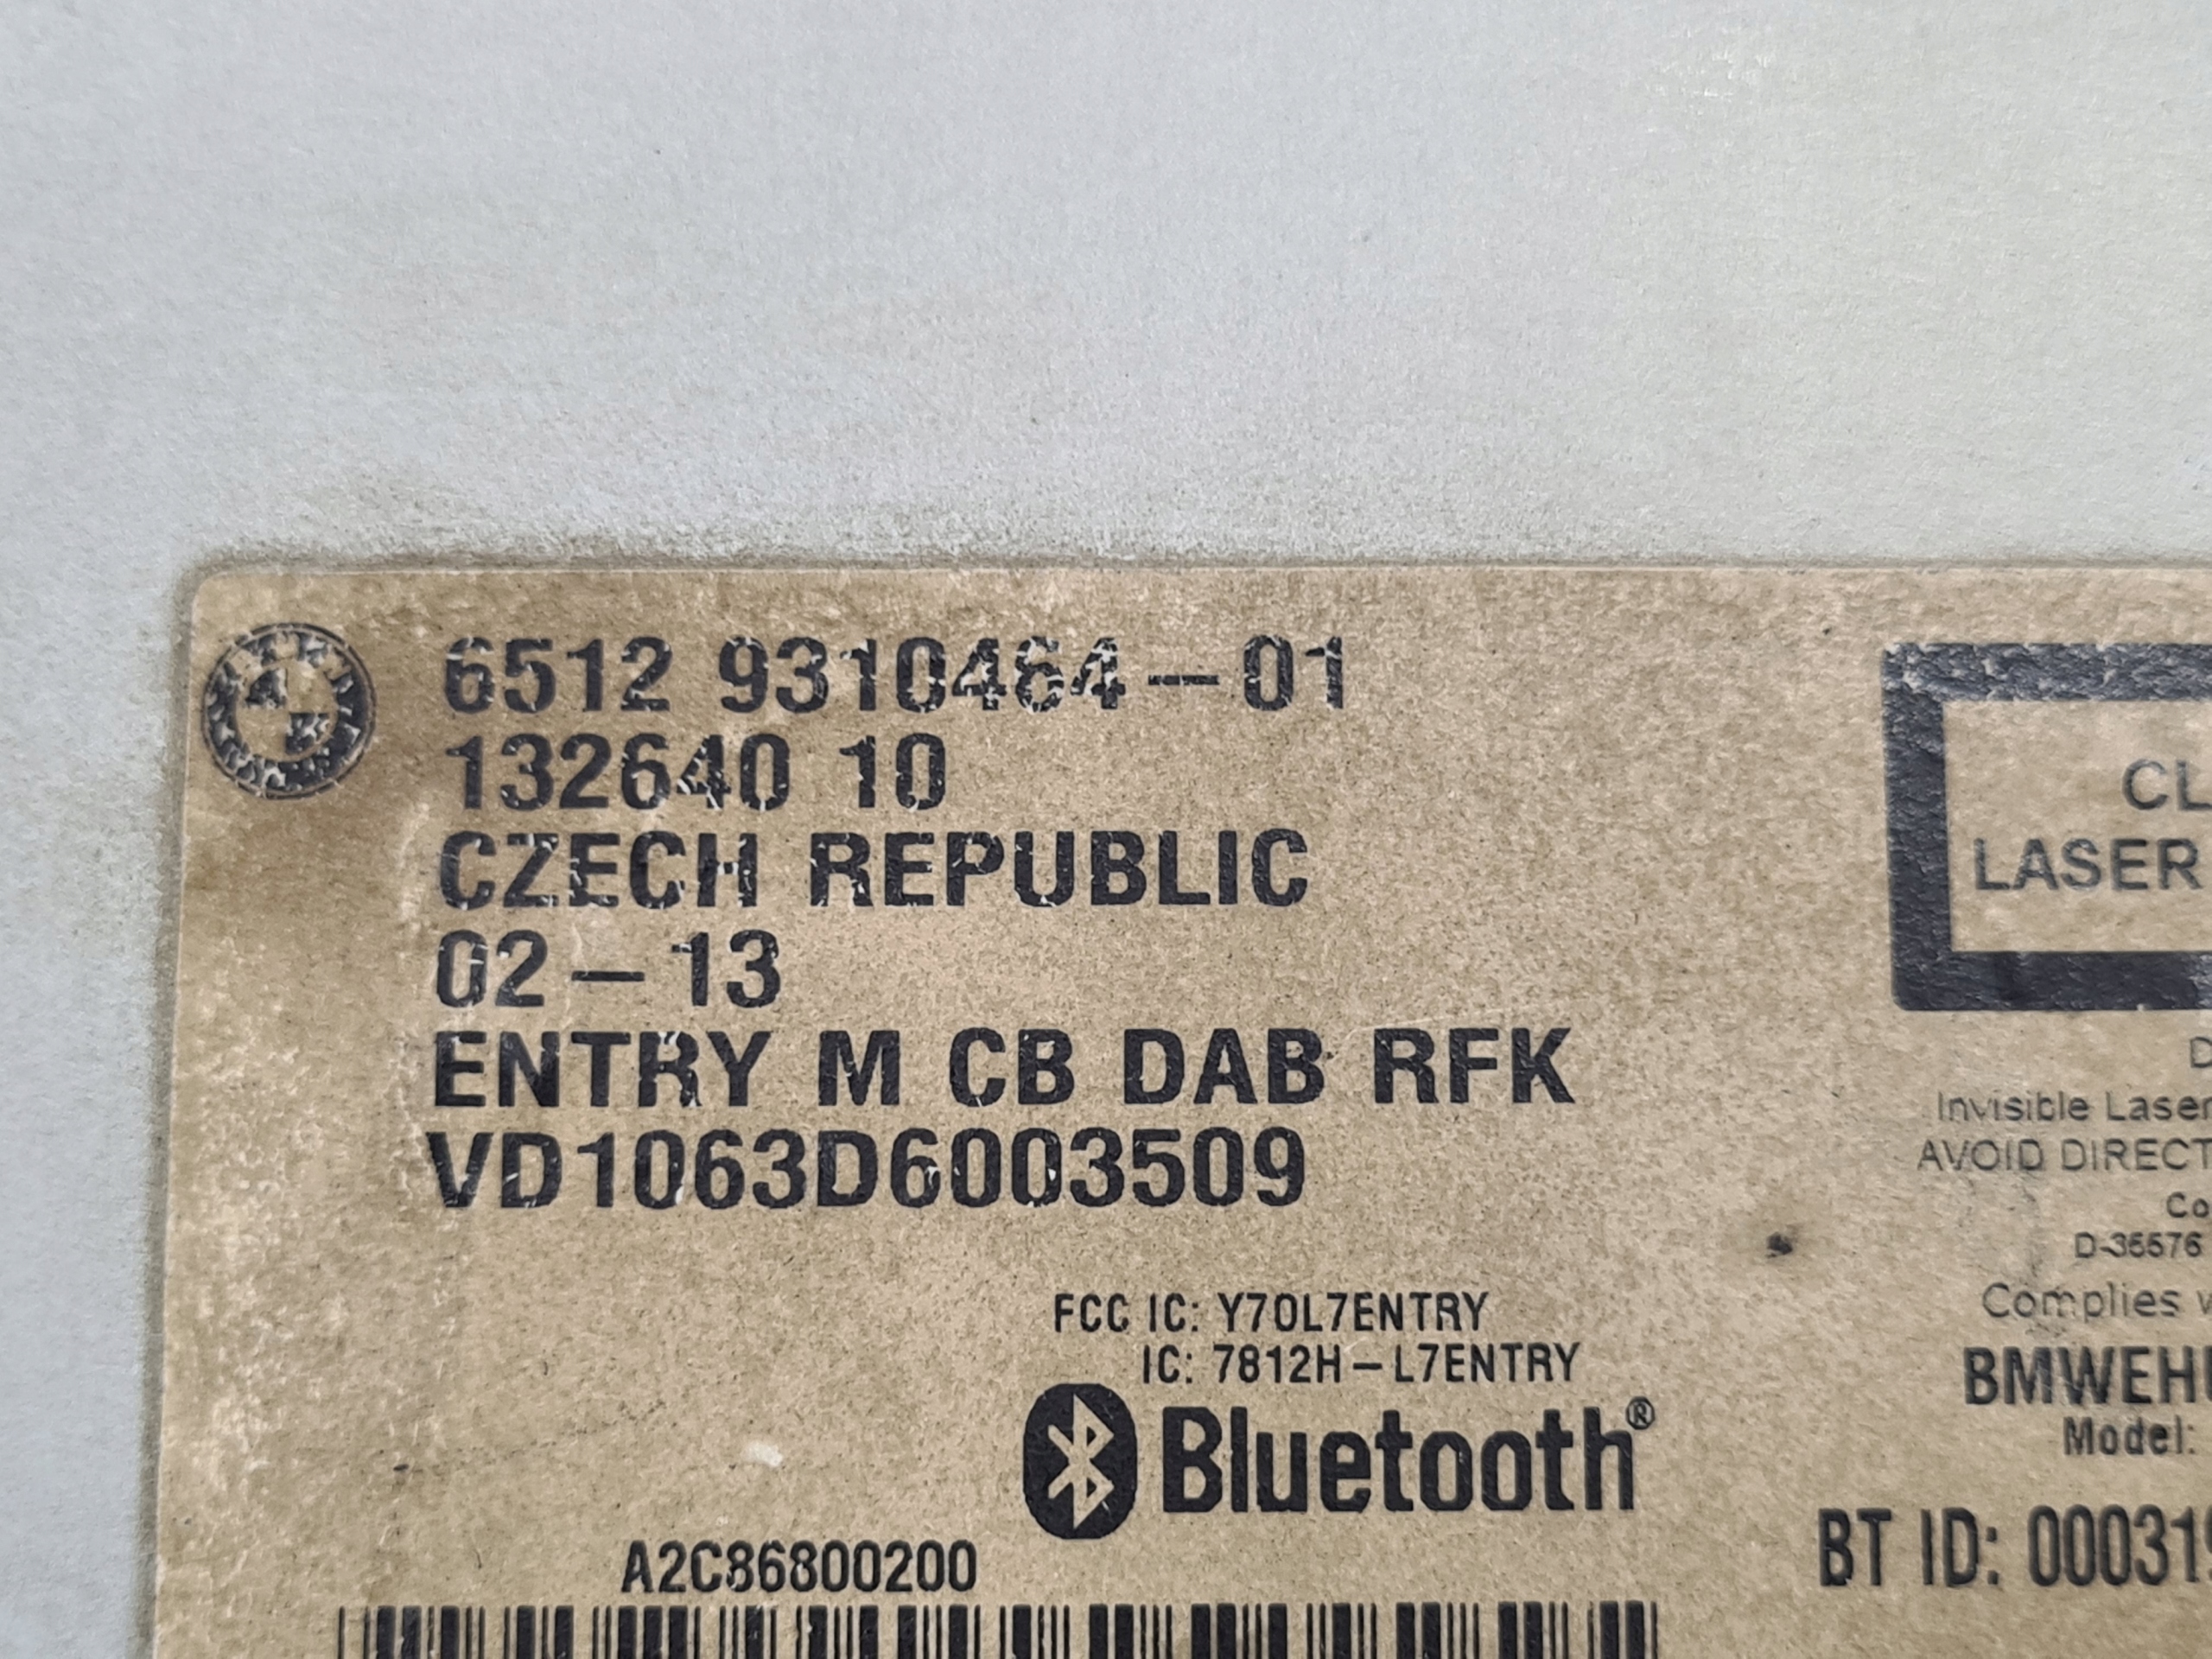 6512 9310464-01
132640 10
CZECH REPUBLIC
02-13
ENTRY M CB DAB RFK
VD1063D6003509
FCC IC: Y7OL7ENTRY
IC: 7812H-L7ENTRY
Bluetooth®
A2C86800200
CL
LASER
D
Invisible Laser
AVOID DIRECT
Co
D-35576
Complies
BMWEH
Model:
BT ID: 00031